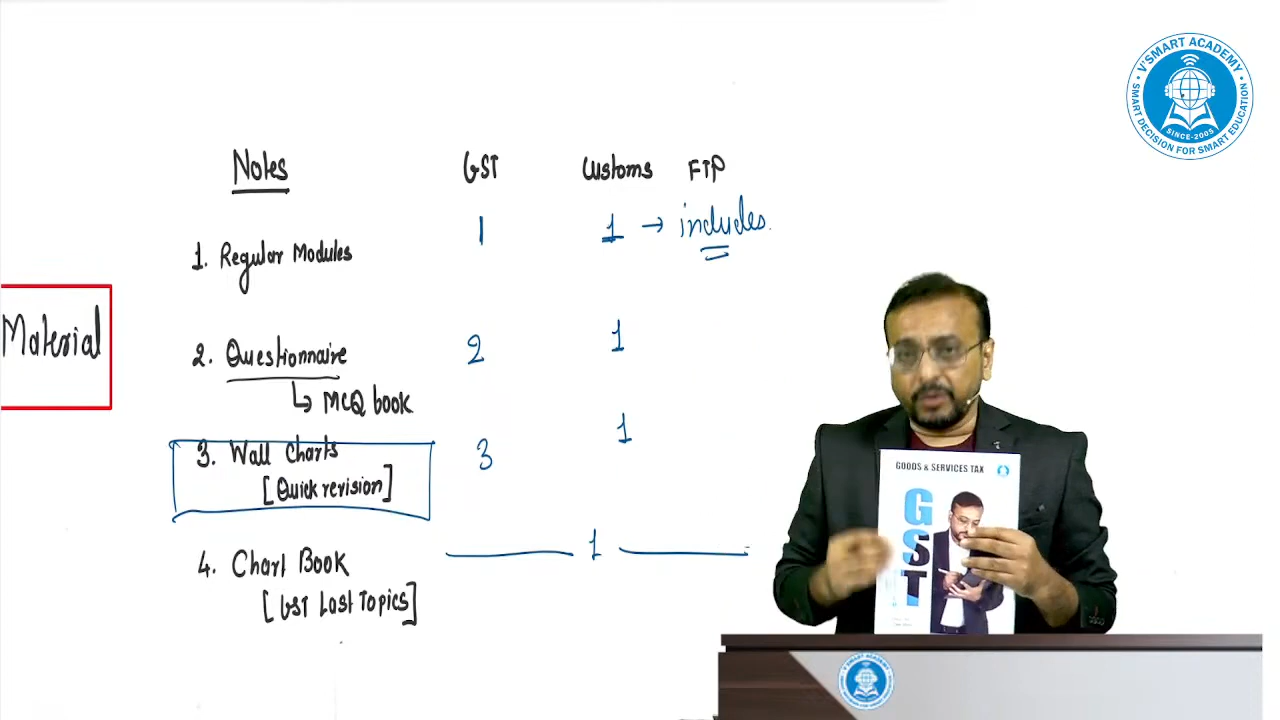 V'SMART ACADEMY
SMART DECISION FOR SMART EDUCATION
SINCE-2005
Notes GST Customs FTP
1. Regular Modules 1 1 → includes.
Material
2. Questionnaire 2 1
↳ MCQ book
3. Wall Charts 3 1
[Quick revision]
4. Chart Book 1
[GST Last Topics]
GOODS & SERVICES TAX
GST